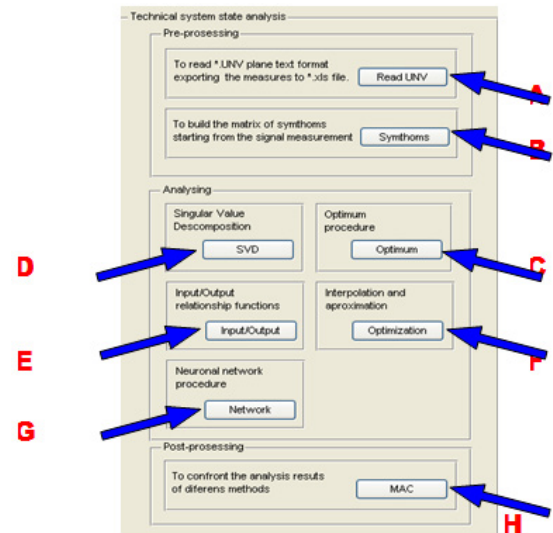 Technical system state analysis
Pre-prosessing
To read *.UNV plane text format
exporting the measures to *.xls file.
Read UNV
A
To build the matrix of symthoms
starting from the signal measurement
Symthoms
B
Analysing
Singular Value
Descomposition
SVD
D
Optimum
procedure
Optimum
C
Input/Output
relationship functions
Input/Output
E
Interpolation and
aproximation
Optimization
F
Neuronal network
procedure
Network
G
Post-prosessing
To confront the analysis resuts
of diferens methods
MAC
H